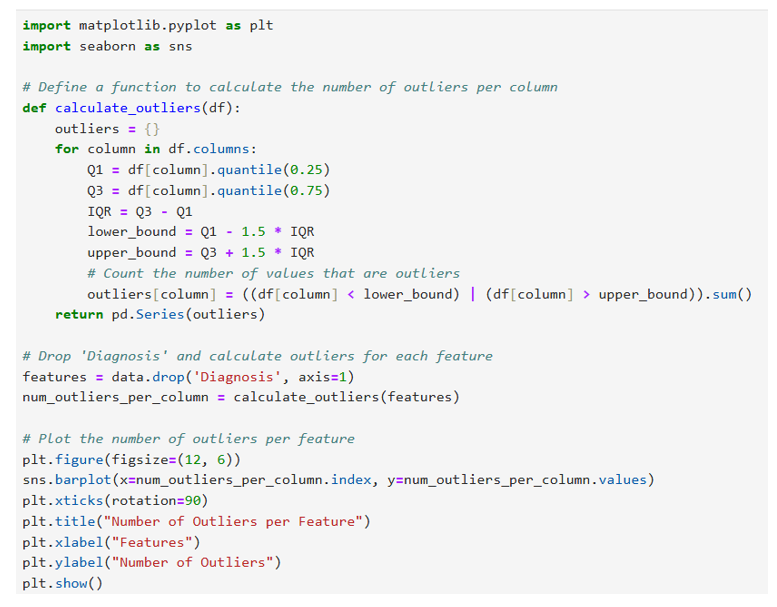 import matplotlib.pyplot as plt
import seaborn as sns

# Define a function to calculate the number of outliers per column
def calculate_outliers(df):
    outliers = {}
    for column in df.columns:
        Q1 = df[column].quantile(0.25)
        Q3 = df[column].quantile(0.75)
        IQR = Q3 - Q1
        lower_bound = Q1 - 1.5 * IQR
        upper_bound = Q3 + 1.5 * IQR
        # Count the number of values that are outliers
        outliers[column] = ((df[column] < lower_bound) | (df[column] > upper_bound)).sum()
    return pd.Series(outliers)

# Drop 'Diagnosis' and calculate outliers for each feature
features = data.drop('Diagnosis', axis=1)
num_outliers_per_column = calculate_outliers(features)

# Plot the number of outliers per feature
plt.figure(figsize=(12, 6))
sns.barplot(x=num_outliers_per_column.index, y=num_outliers_per_column.values)
plt.xticks(rotation=90)
plt.title("Number of Outliers per Feature")
plt.xlabel("Features")
plt.ylabel("Number of Outliers")
plt.show()